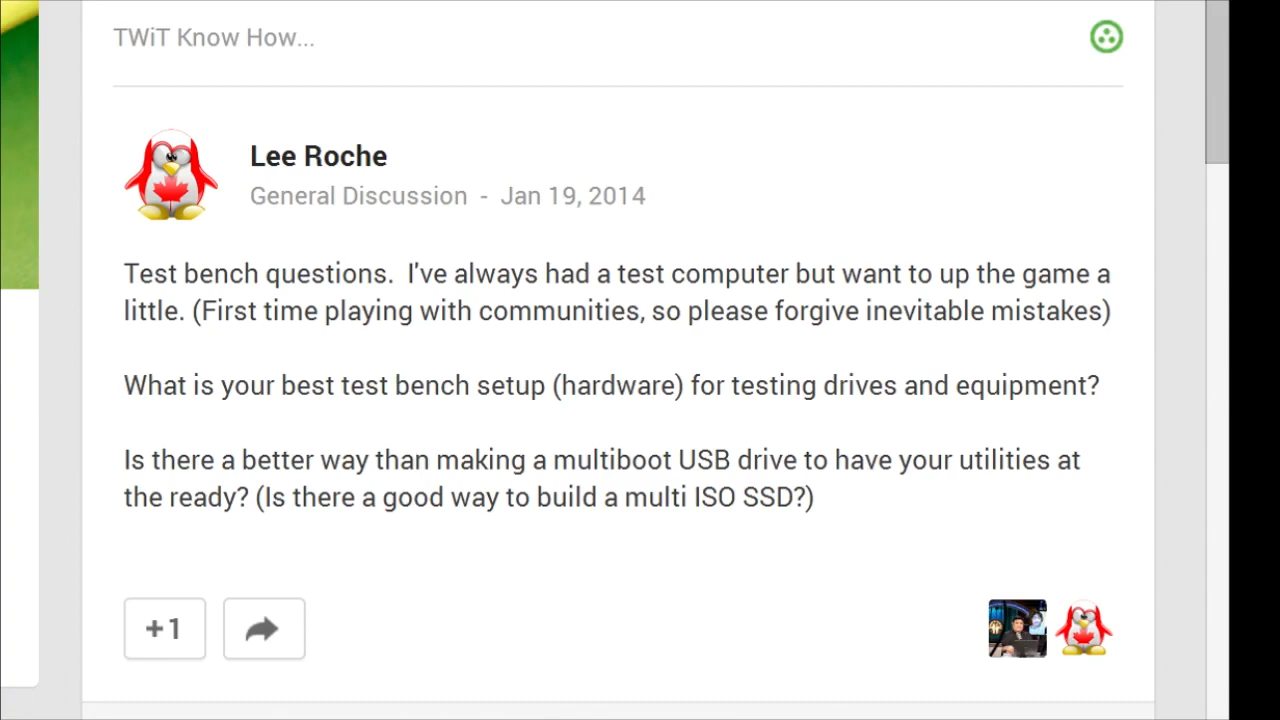 TWiT Know How...
Lee Roche
General Discussion - Jan 19, 2014
Test bench questions.  I've always had a test computer but want to up the game a
little. (First time playing with communities, so please forgive inevitable mistakes)
What is your best test bench setup (hardware) for testing drives and equipment?
Is there a better way than making a multiboot USB drive to have your utilities at
the ready? (Is there a good way to build a multi ISO SSD?)
+1